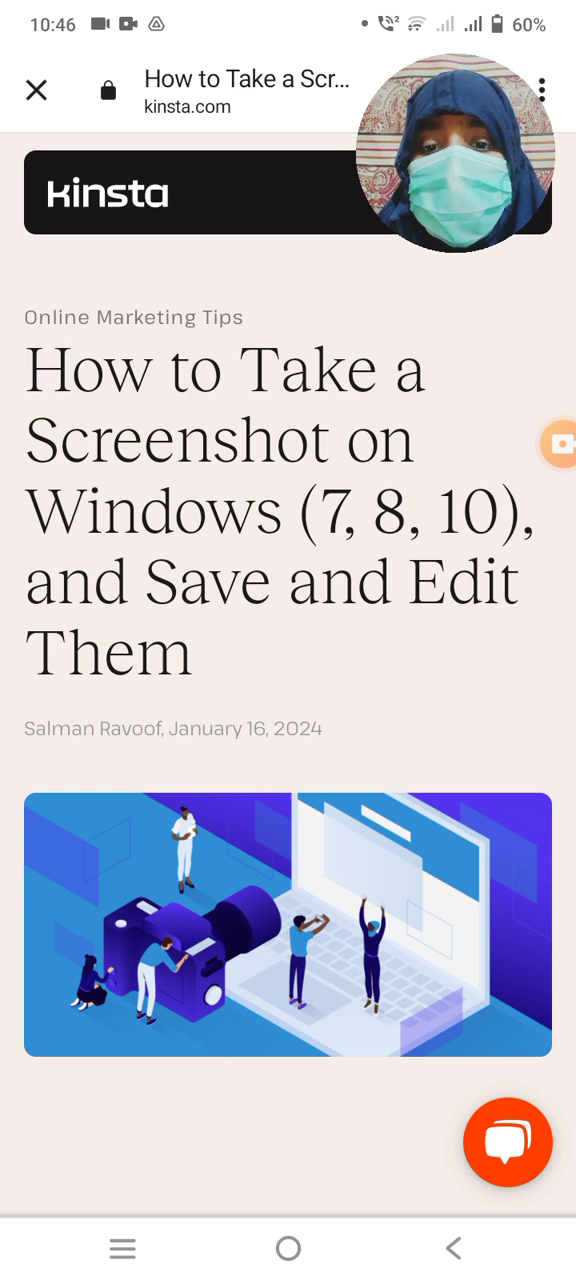 10:46
2
60%
How to Take a Scr...
kinsta.com
kinsta
Online Marketing Tips
How to Take a
Screenshot on
Windows (7, 8, 10),
and Save and Edit
Them
Salman Ravoof, January 16, 2024